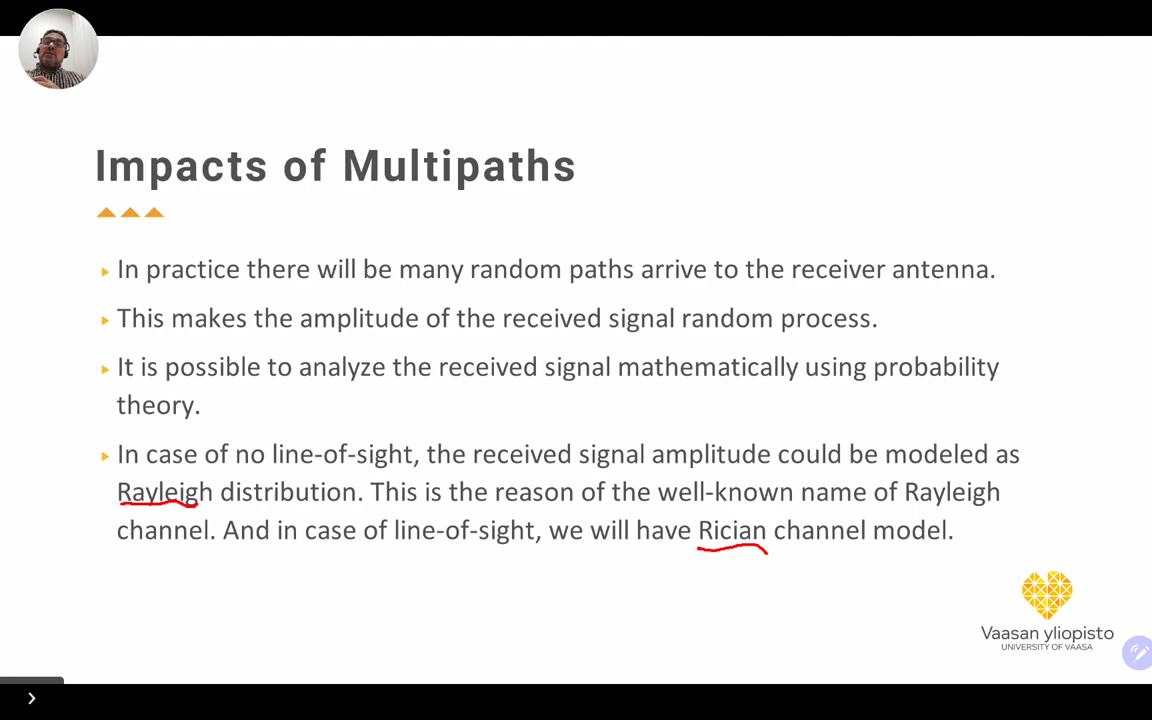 Impacts of Multipaths
In practice there will be many random paths arrive to the receiver antenna.
This makes the amplitude of the received signal random process.
It is possible to analyze the received signal mathematically using probability
theory.
In case of no line-of-sight, the received signal amplitude could be modeled as
Rayleigh distribution. This is the reason of the well-known name of Rayleigh
channel. And in case of line-of-sight, we will have Rician channel model.
Vaasan yliopisto
UNIVERSITY OF VAASA